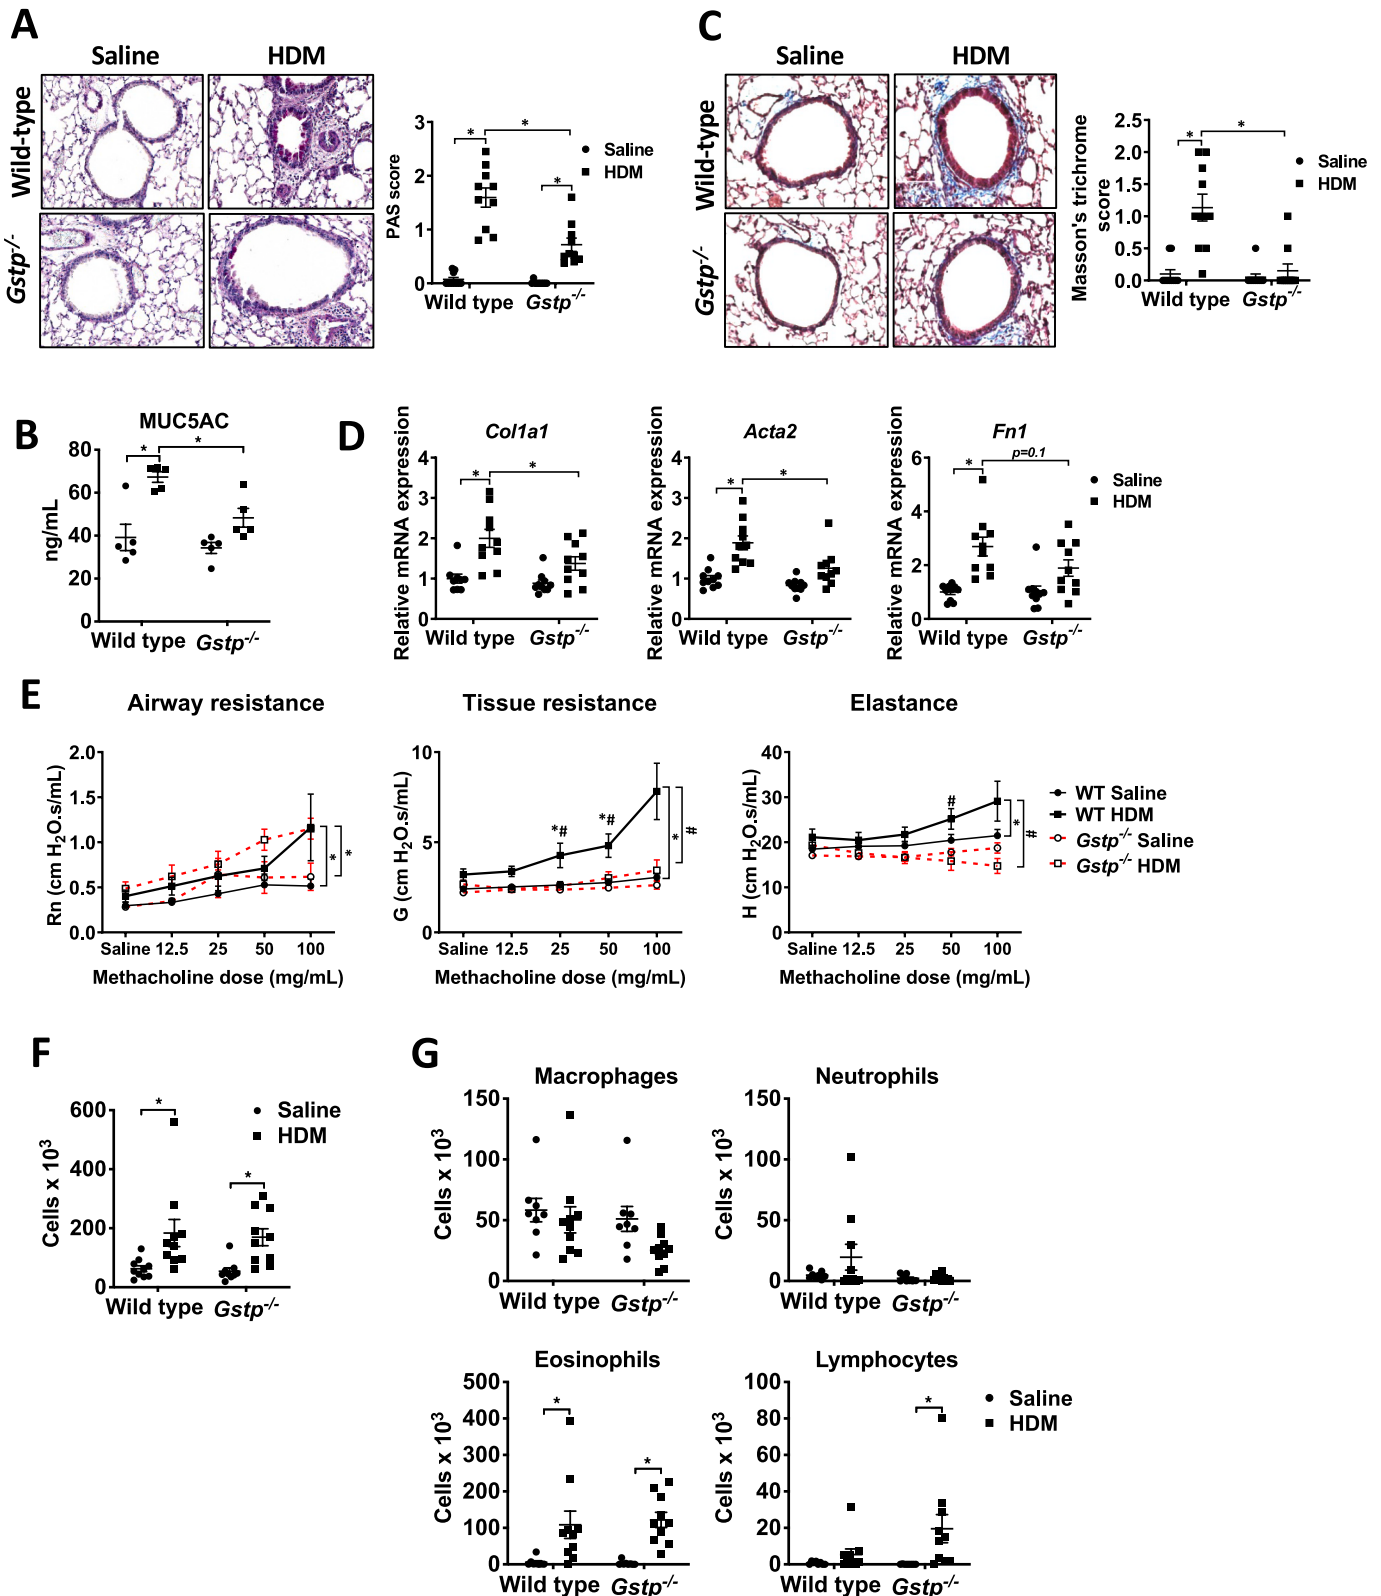 A
Saline HDM
Wild-type
Gstp-/-
PAS score
3
2
1
0
* * *
Saline
HDM
Wild type Gstp-/-
C
Saline HDM
Wild-type
Gstp-/-
Masson's trichrome
score
2.5
2.0
1.5
1.0
0.5
0.0
* *
Saline
HDM
Wild type Gstp-/-
B
MUC5AC
ng/mL
80
60
40
20
0
* *
Wild type Gstp-/-
D
Col1a1
Relative mRNA expression
4
3
2
1
0
* *
Wild type Gstp-/-
Acta2
Relative mRNA expression
4
3
2
1
0
* *
Wild type Gstp-/-
Fn1
Relative mRNA expression
6
4
2
0
* p=0.1
Saline
HDM
Wild type Gstp-/-
E
Airway resistance
Rn (cm H2O.s/mL)
2.0
1.5
1.0
0.5
0.0
* *
Saline 12.5 25 50 100
Methacholine dose (mg/mL)
Tissue resistance
G (cm H2O.s/mL)
10
5
0
*# *#
* #
Saline 12.5 25 50 100
Methacholine dose (mg/mL)
Elastance
H (cm H2O.s/mL)
40
30
20
10
0
#
* #
Saline 12.5 25 50 100
Methacholine dose (mg/mL)
WT Saline
WT HDM
Gstp-/- Saline
Gstp-/- HDM
F
Cells x 10³
600
400
200
0
* *
Saline
HDM
Wild type Gstp-/-
G
Macrophages
Cells x 10³
150
100
50
0
Wild type Gstp-/-
Neutrophils
Cells x 10³
150
100
50
0
Wild type Gstp-/-
Eosinophils
Cells x 10³
500
400
300
200
100
0
* *
Wild type Gstp-/-
Lymphocytes
Cells x 10³
100
80
60
40
20
0
*
Saline
HDM
Wild type Gstp-/-